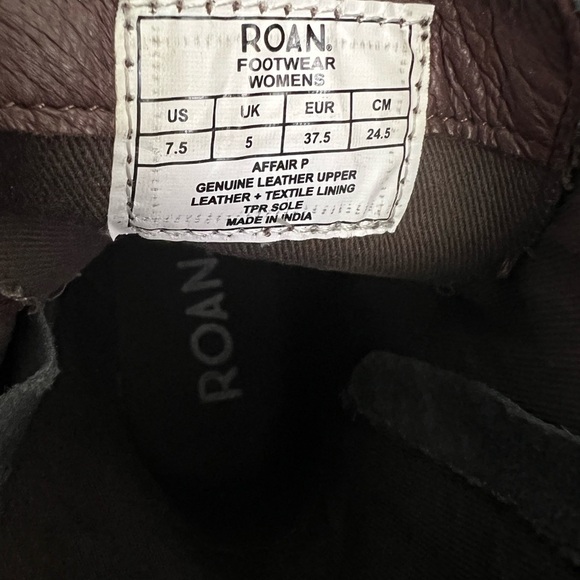 ROAN®
FOOTWEAR
WOMENS
US UK EUR CM
7.5 5 37.5 24.5
AFFAIR P
GENUINE LEATHER UPPER
LEATHER + TEXTILE LINING
TPR SOLE
MADE IN INDIA
ROAN